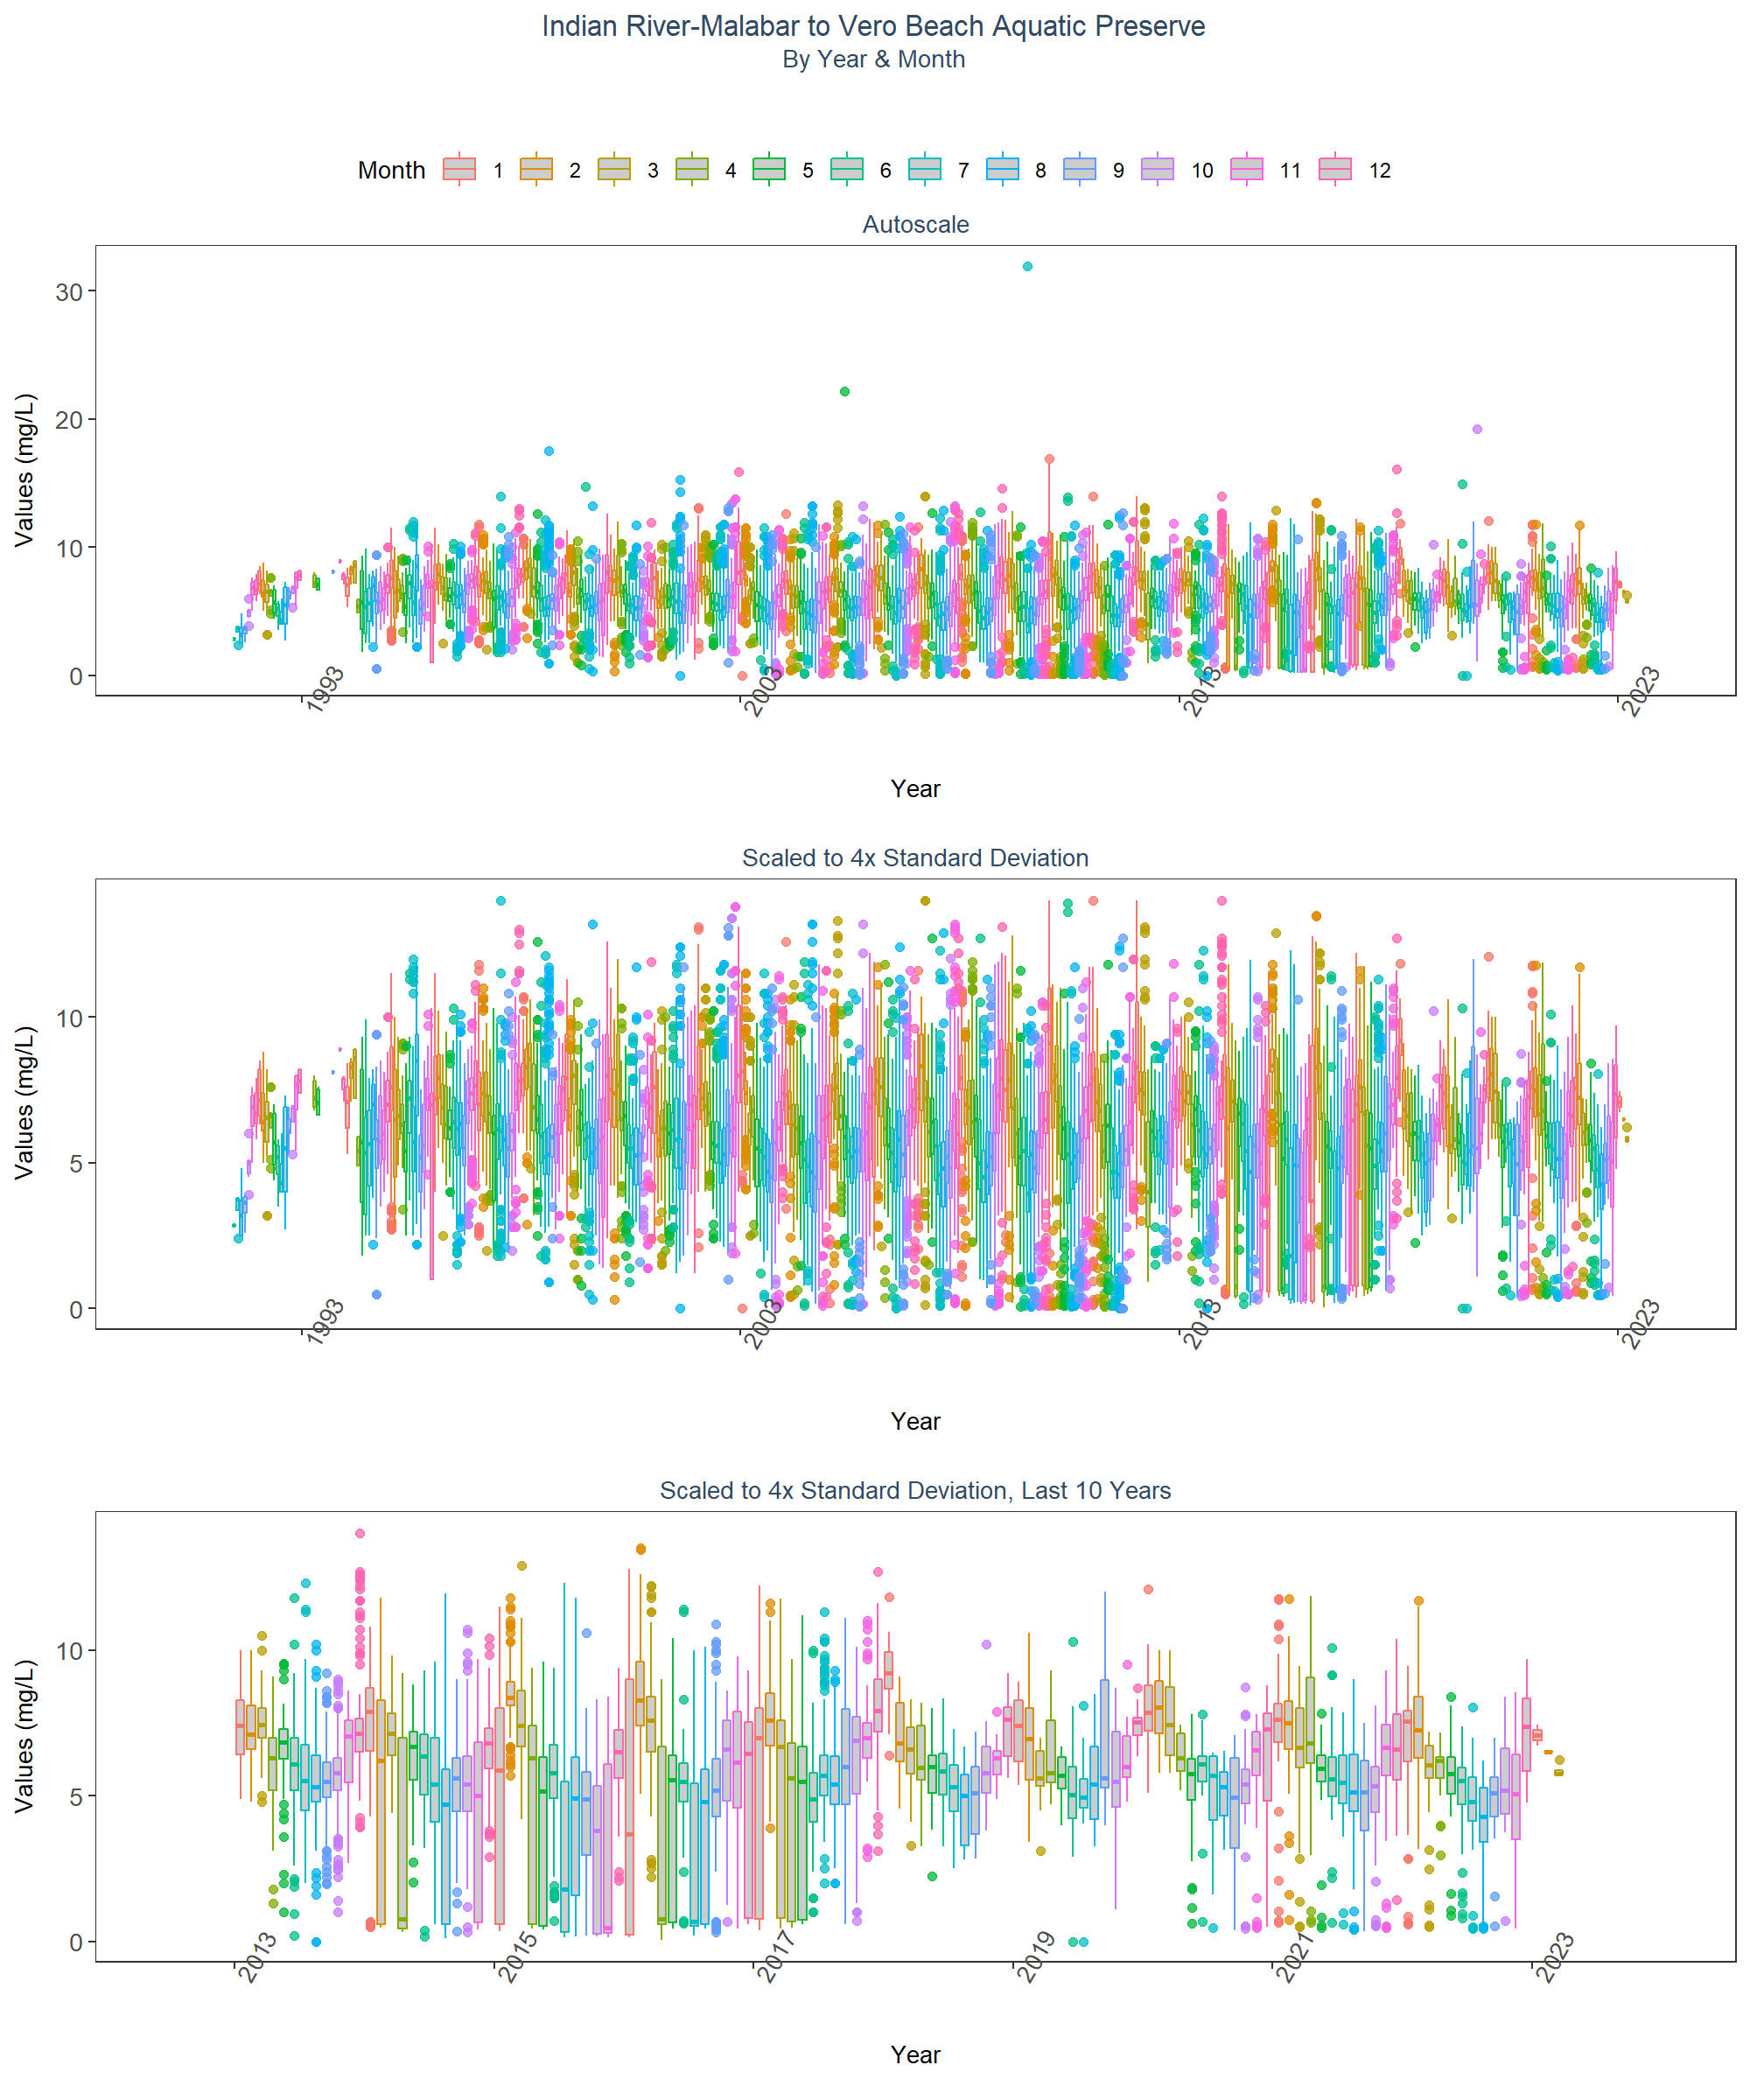 Indian River-Malabar to Vero Beach Aquatic Preserve
By Year & Month
Month 1 2 3 4 5 6 7 8 9 10 11 12
Autoscale
Values (mg/L)
30
20
10
0
1993 2003 2013 2023
Year
Scaled to 4x Standard Deviation
Values (mg/L)
10
5
0
1993 2003 2013 2023
Year
Scaled to 4x Standard Deviation, Last 10 Years
Values (mg/L)
10
5
0
2013 2015 2017 2019 2021 2023
Year